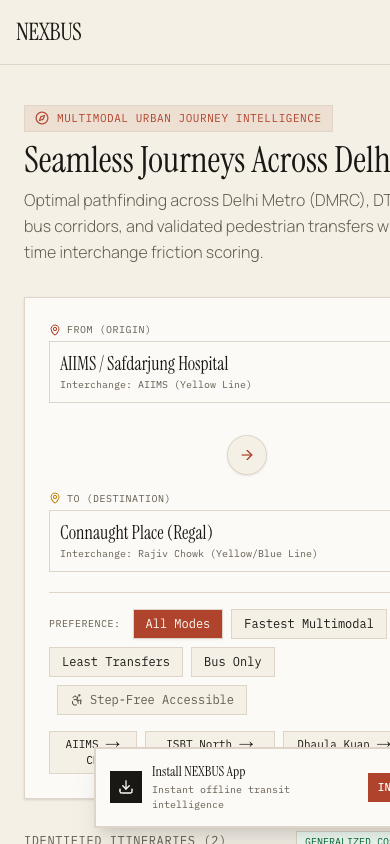 NEXBUS
MULTIMODAL URBAN JOURNEY INTELLIGENCE
Seamless Journeys Across Delh
Optimal pathfinding across Delhi Metro (DMRC), DT
bus corridors, and validated pedestrian transfers w
time interchange friction scoring.
FROM (ORIGIN)
AIIMS / Safdarjung Hospital
Interchange: AIIMS (Yellow Line)
→
TO (DESTINATION)
Connaught Place (Regal)
Interchange: Rajiv Chowk (Yellow/Blue Line)
PREFERENCE: All Modes Fastest Multimodal
Least Transfers Bus Only
Step-Free Accessible
AIIMS → ISBT North → Dhaula Kuan →
Install NEXBUS App
Instant offline transit
intelligence
IN
IDENTIFIED ITINERARIES (2) GENERALIZED CO